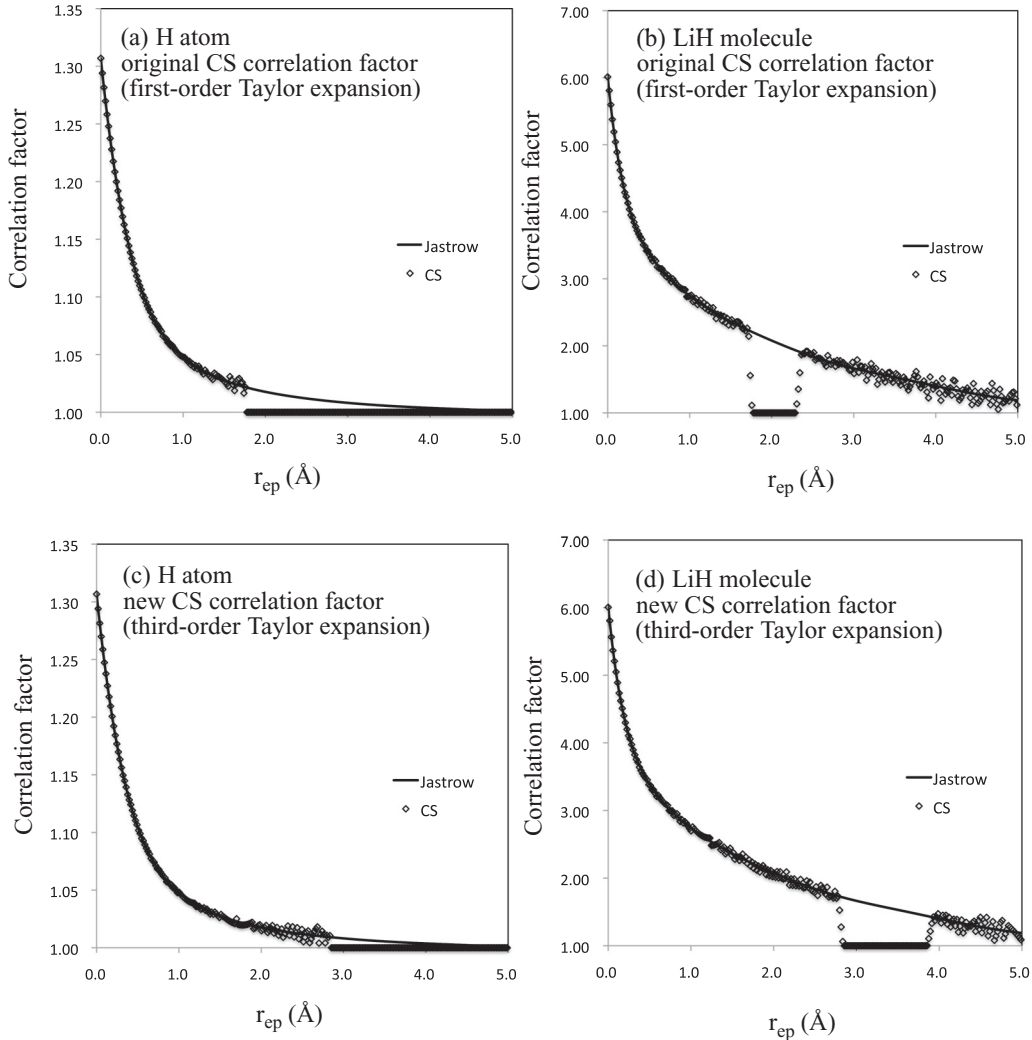 (a) H atom
original CS correlation factor
(first-order Taylor expansion)
Correlation factor
1.35
1.30
1.25
1.20
1.15
1.10
1.05
1.00
Jastrow
CS
0.0 1.0 2.0 3.0 4.0 5.0
rep (Å)
(b) LiH molecule
original CS correlation factor
(first-order Taylor expansion)
Correlation factor
7.00
6.00
5.00
4.00
3.00
2.00
1.00
Jastrow
CS
0.0 1.0 2.0 3.0 4.0 5.0
rep (Å)
(c) H atom
new CS correlation factor
(third-order Taylor expansion)
Correlation factor
1.35
1.30
1.25
1.20
1.15
1.10
1.05
1.00
Jastrow
CS
0.0 1.0 2.0 3.0 4.0 5.0
rep (Å)
(d) LiH molecule
new CS correlation factor
(third-order Taylor expansion)
Correlation factor
7.00
6.00
5.00
4.00
3.00
2.00
1.00
Jastrow
CS
0.0 1.0 2.0 3.0 4.0 5.0
rep (Å)